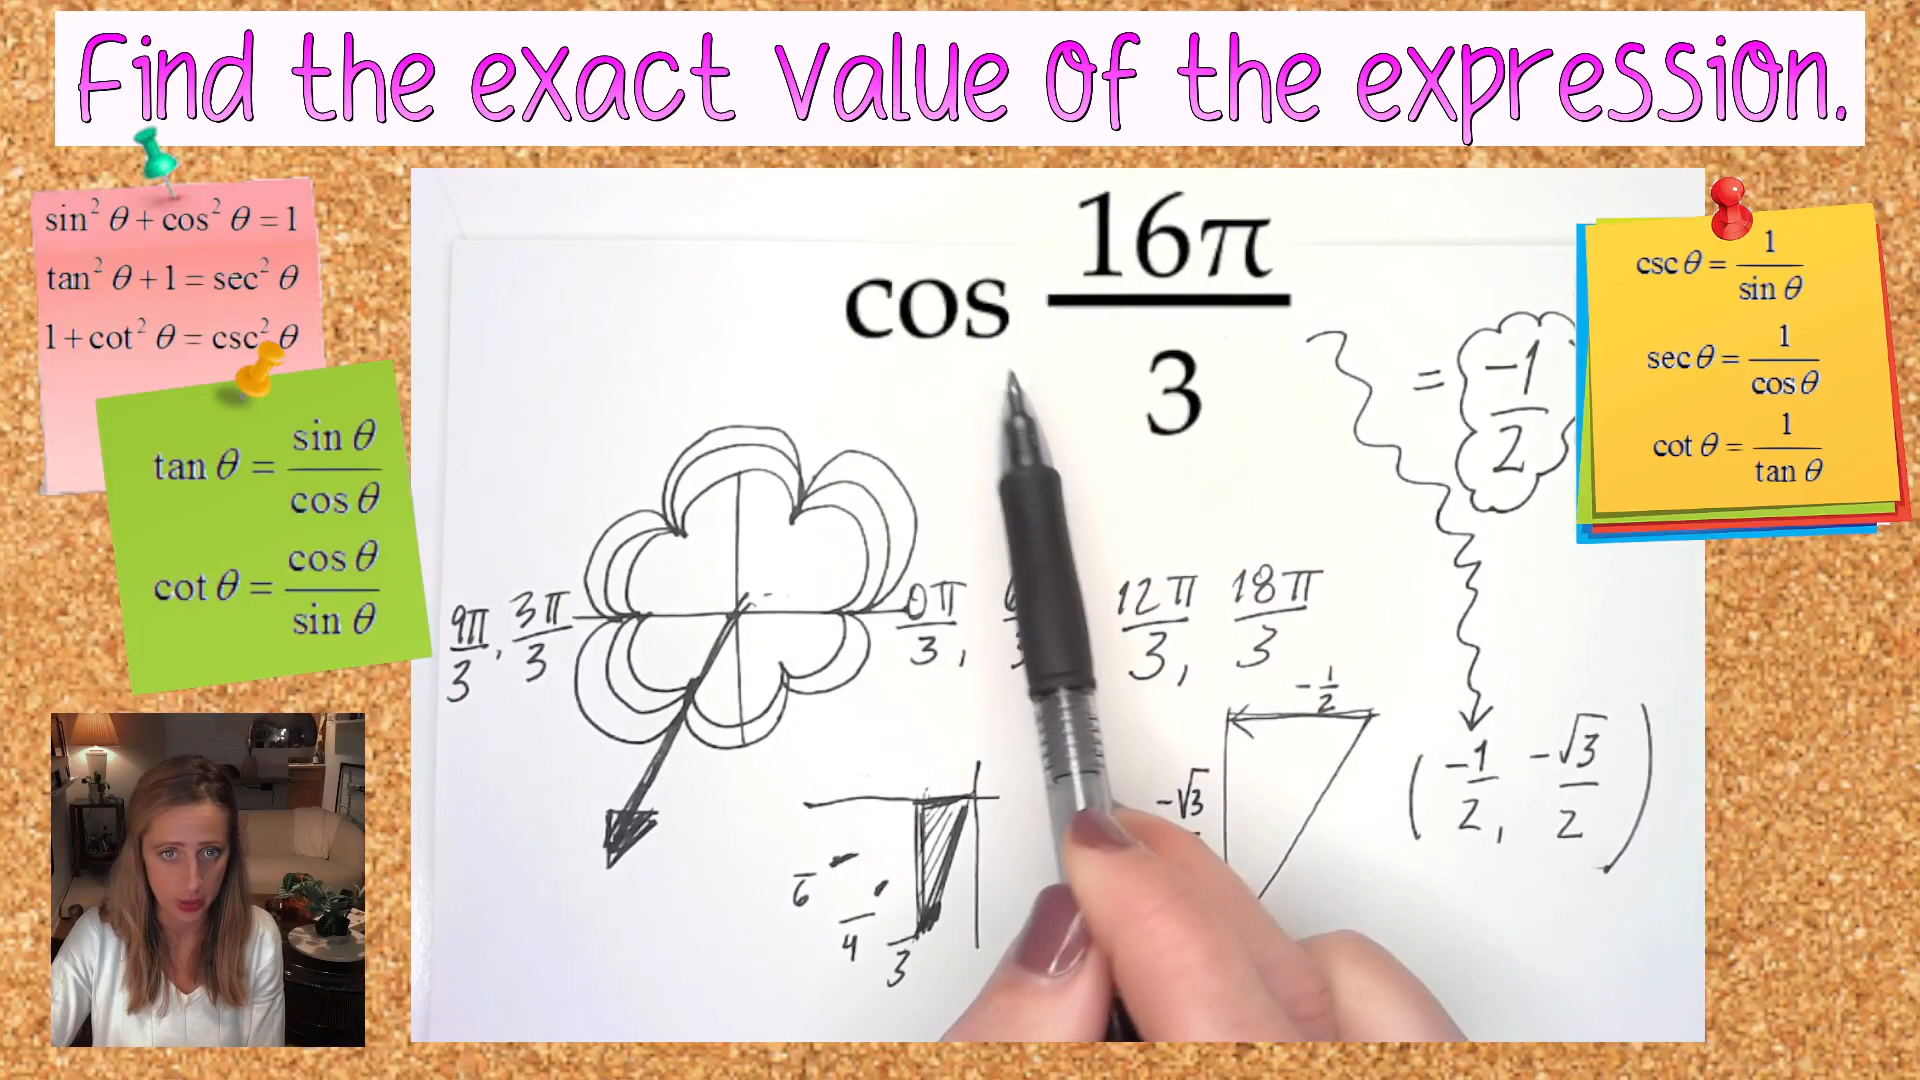 Find the exact value of the expression.
sin² θ + cos² θ = 1
tan² θ + 1 = sec² θ
1 + cot² θ = csc² θ
tan θ = sin θ / cos θ
cot θ = cos θ / sin θ
cos 16π / 3
= -1 / 2
csc θ = 1 / sin θ
sec θ = 1 / cos θ
cot θ = 1 / tan θ
9π / 3 , 3π / 3
0π / 3 ,
12π / 3 , 18π / 3
-1/2
-√3
( -1 / 2 , -√3 / 2 )
6
4
3